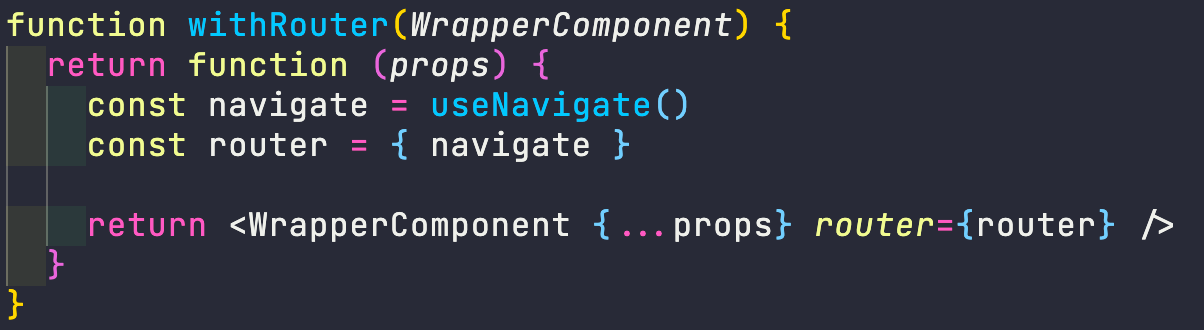 function withRouter(WrapperComponent) {
  return function (props) {
    const navigate = useNavigate()
    const router = { navigate }

    return <WrapperComponent {...props} router={router} />
  }
}